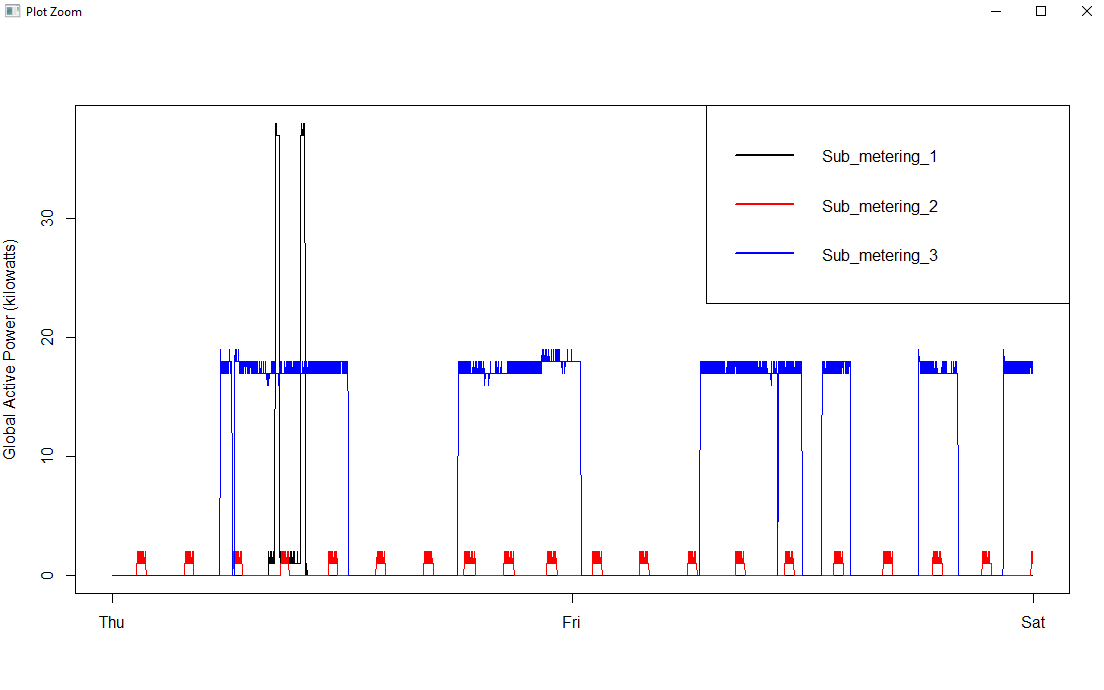 Plot Zoom
Sub_metering_1
Sub_metering_2
Sub_metering_3
Global Active Power (kilowatts)
30
20
10
0
Thu Fri Sat